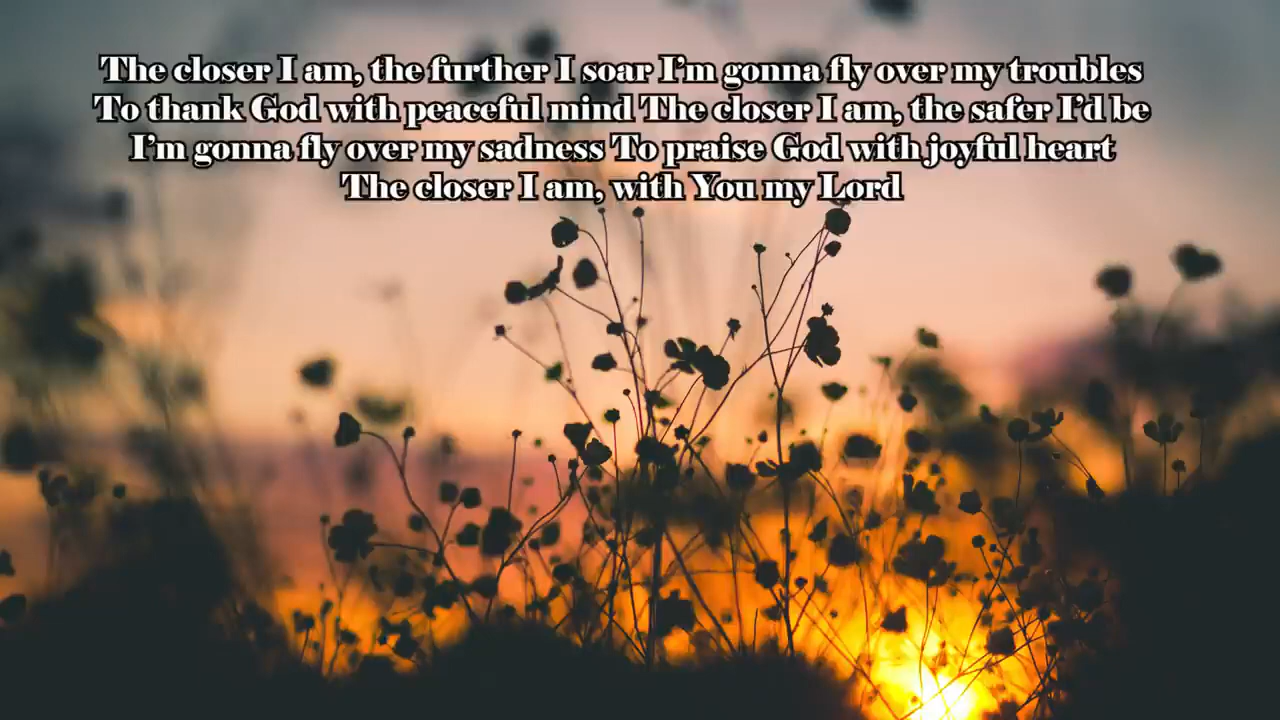 The closer I am, the further I soar I'm gonna fly over my troubles
To thank God with peaceful mind The closer I am, the safer I'd be
I'm gonna fly over my sadness To praise God with joyful heart
The closer I am, with You my Lord